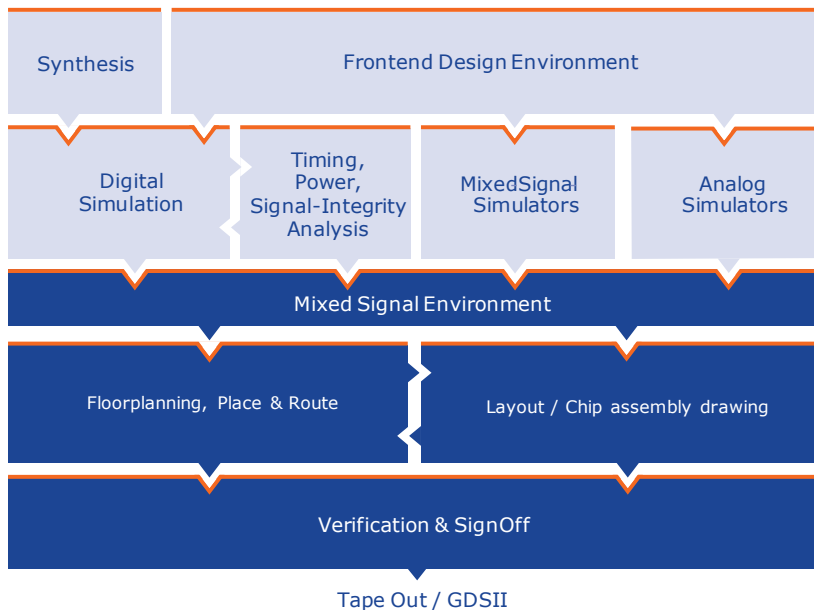 Synthesis
Frontend Design Environment
Digital
Simulation
Timing,
Power,
Signal-Integrity
Analysis
MixedSignal
Simulators
Analog
Simulators
Mixed Signal Environment
Floorplanning, Place & Route
Layout / Chip assembly drawing
Verification & SignOff
Tape Out / GDSII